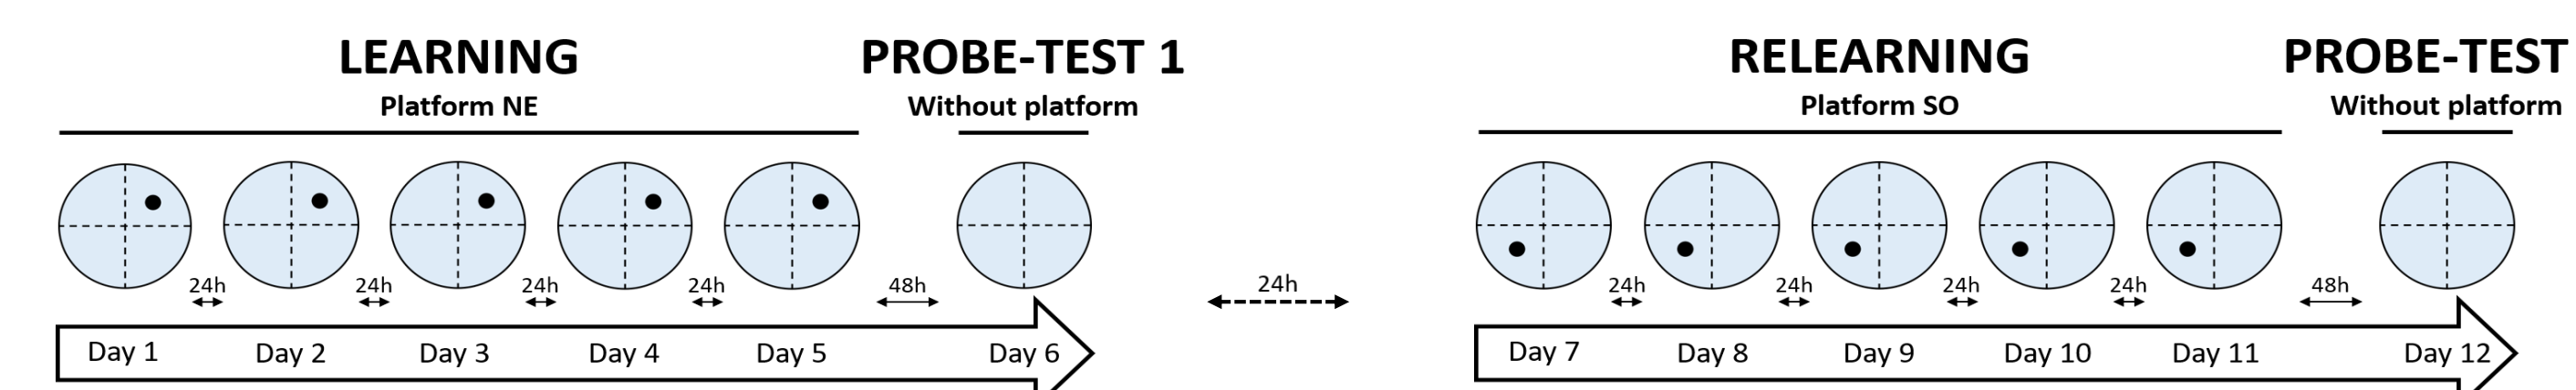 LEARNING
Platform NE
PROBE-TEST 1
Without platform
RELEARNING
Platform SO
PROBE-TEST
Without platform
24h
24h
24h
24h
48h
24h
24h
24h
24h
24h
48h
Day 1
Day 2
Day 3
Day 4
Day 5
Day 6
Day 7
Day 8
Day 9
Day 10
Day 11
Day 12